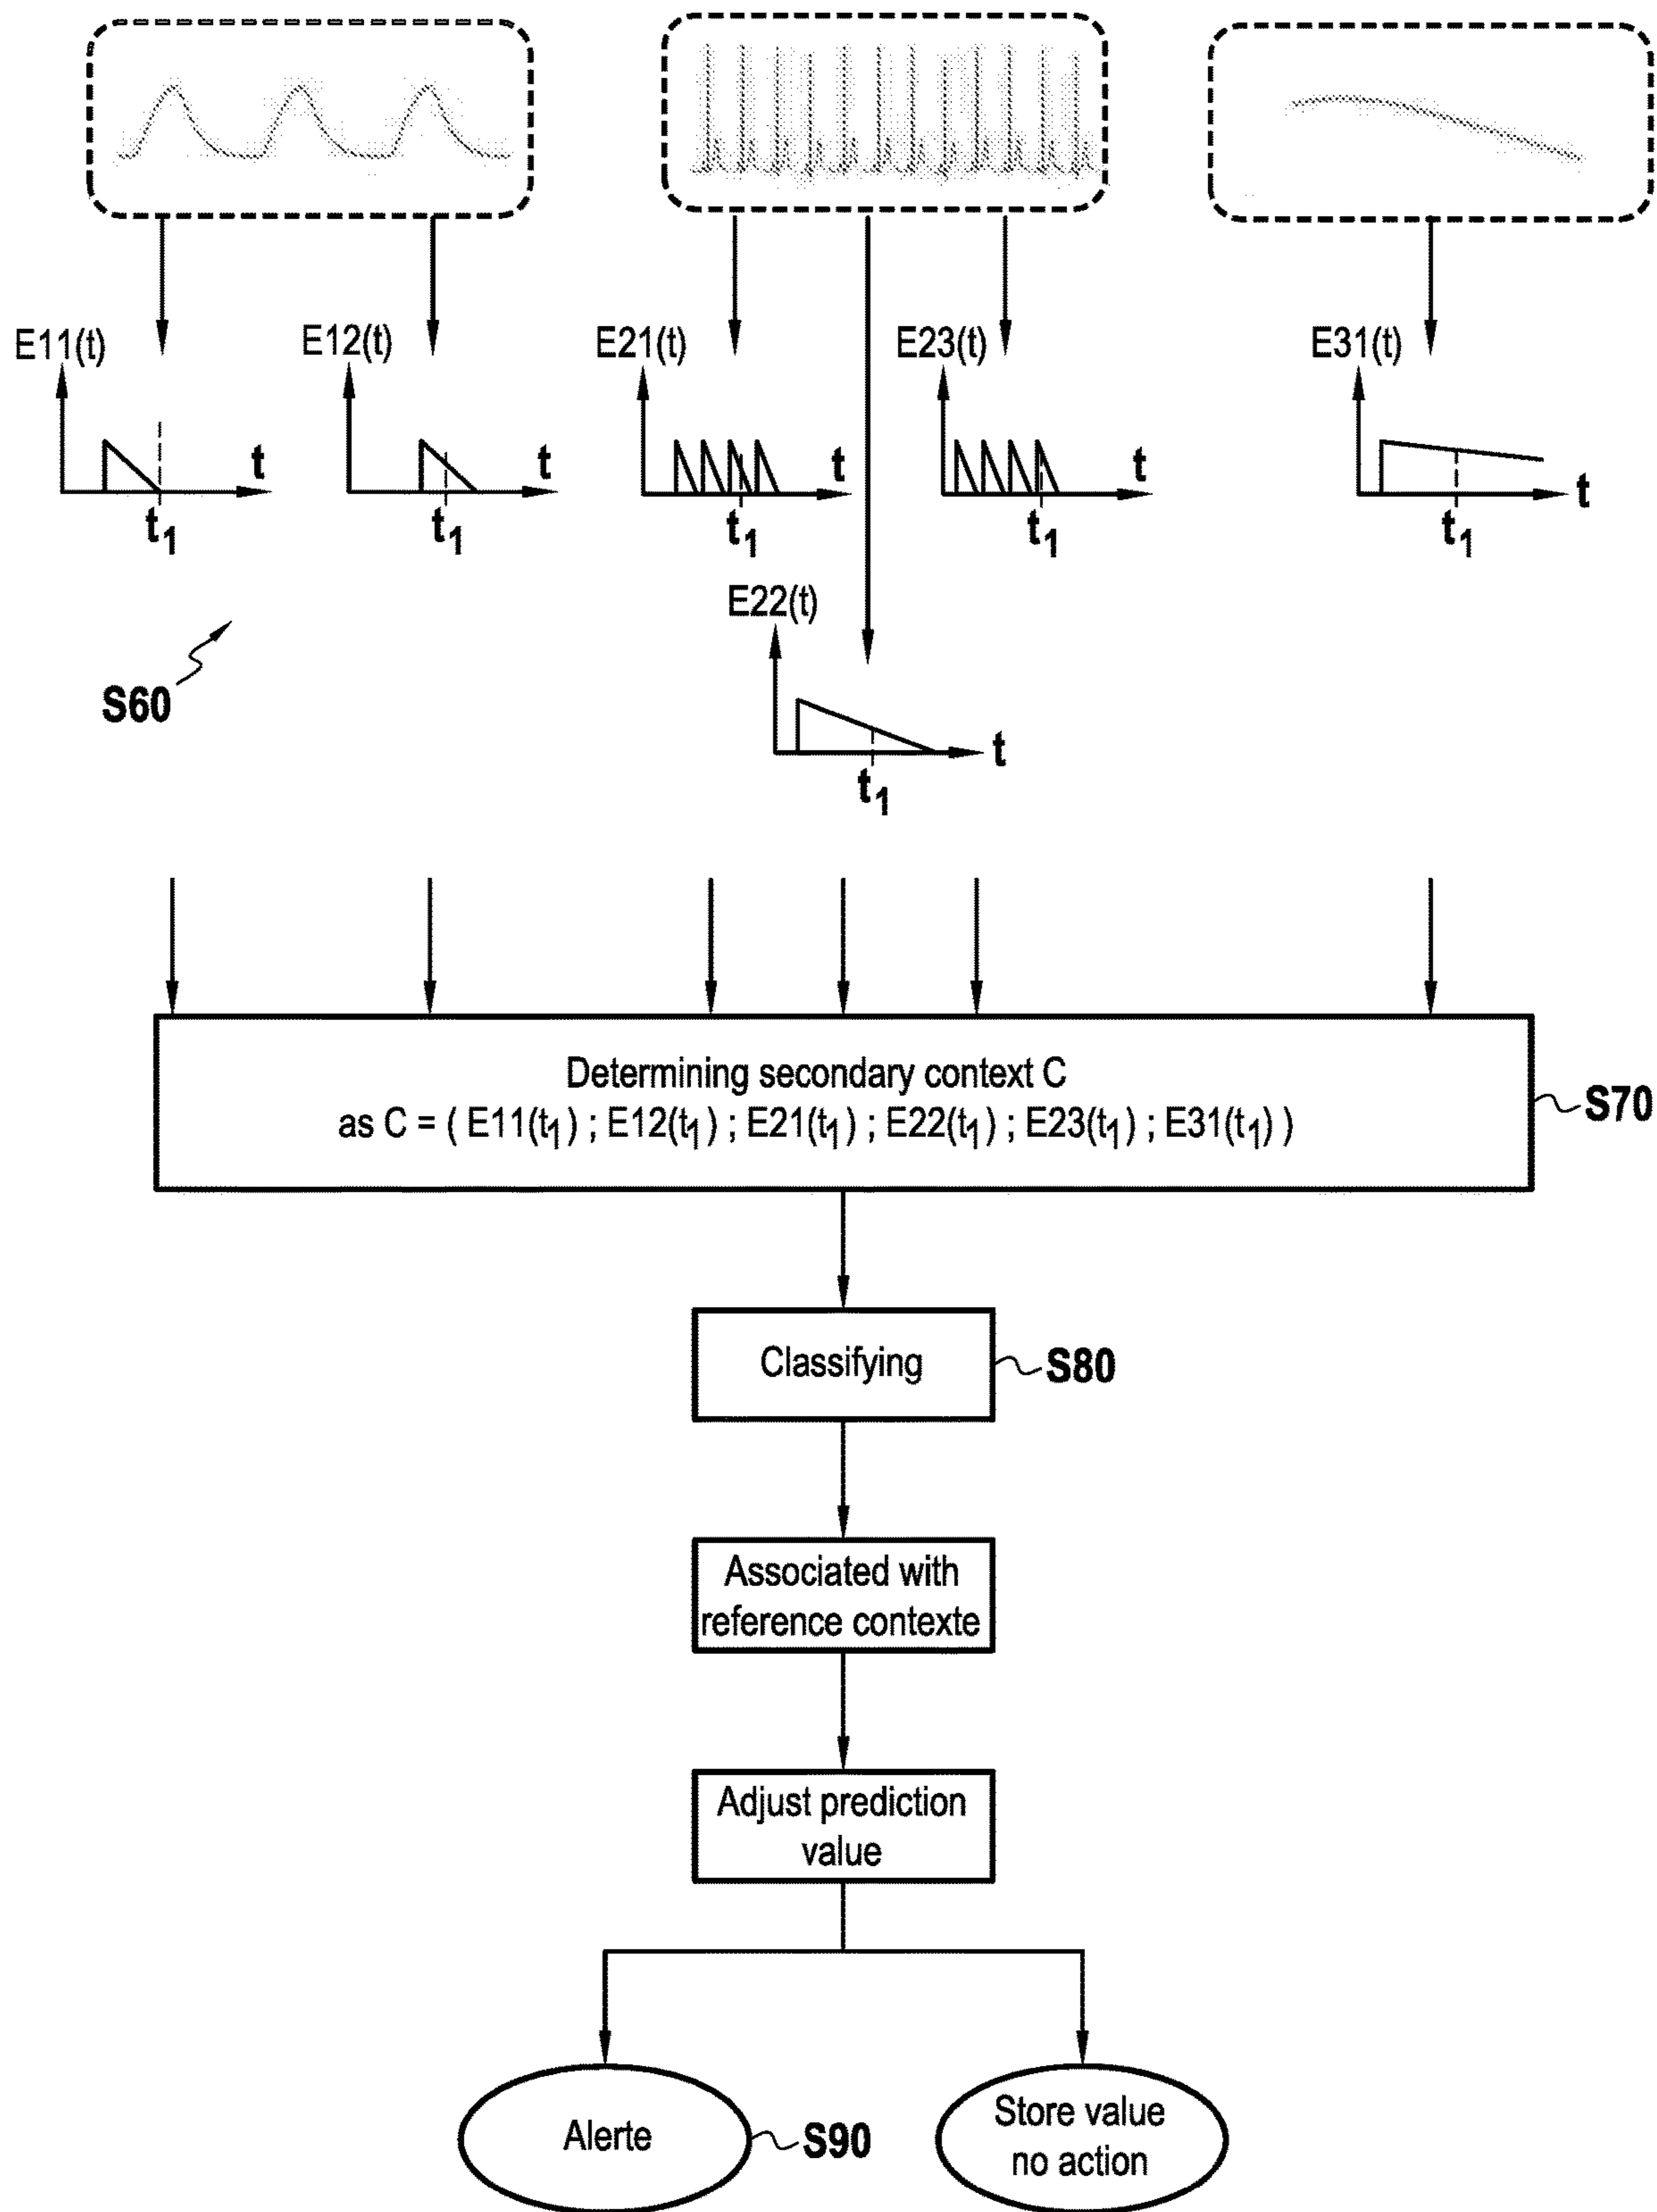 E11(t)
E12(t)
E21(t)
E23(t)
E31(t)
t
t
t
t
t
t1
t1
t1
t1
t1
E22(t)
t
t1
S60
Determining secondary context C
as C = ( E11(t1) ; E12(t1) ; E21(t1) ; E22(t1) ; E23(t1) ; E31(t1) )
S70
Classifying
S80
Associated with
reference contexte
Adjust prediction
value
Alerte
S90
Store value
no action